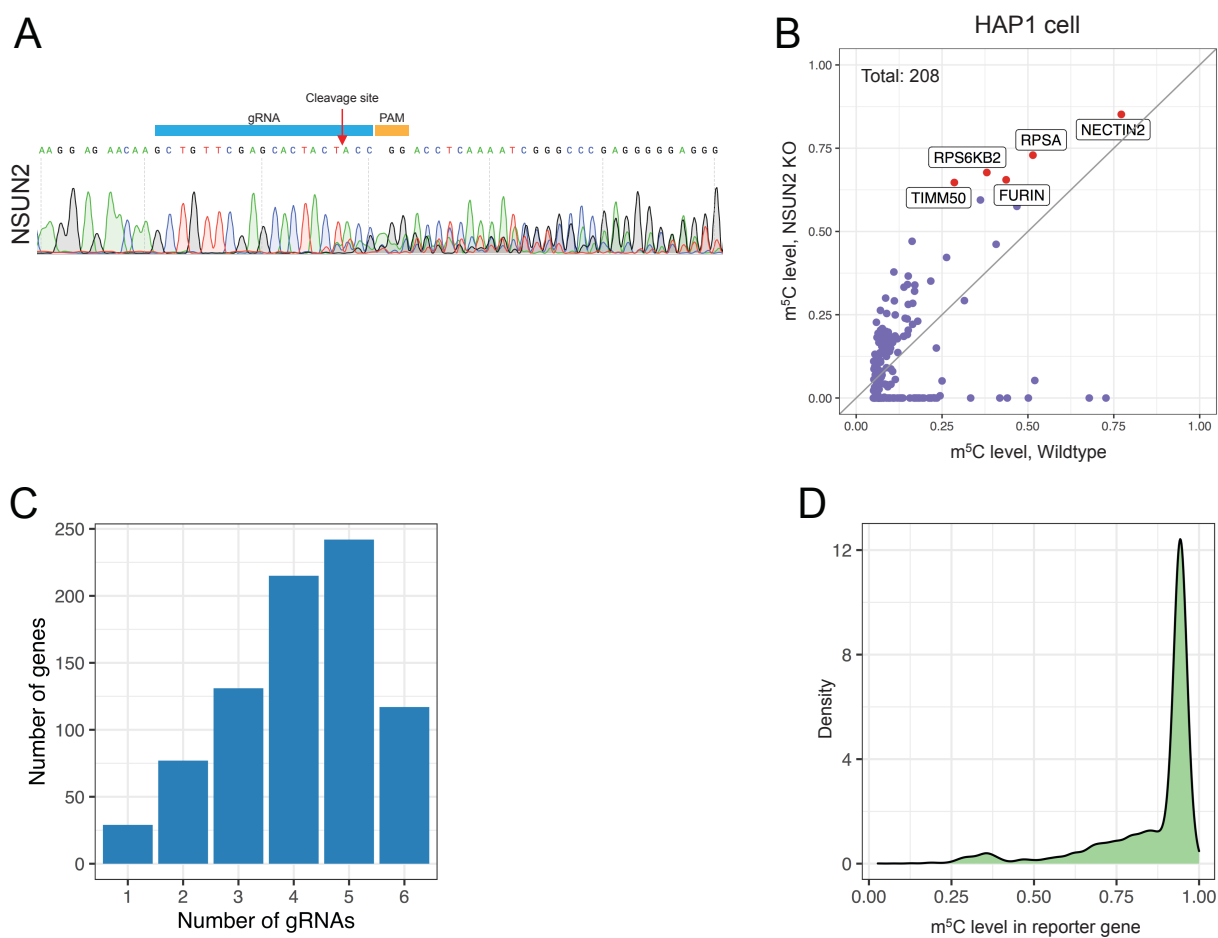 A
Cleavage site
gRNA
PAM
AAGG AG AACAAGCTGTTCGAGCACTACTACC GG ACCTCAAAATCGGGCCCGAGGGGGAGGG
NSUN2
B
HAP1 cell
Total: 208
NECTIN2
RPSA
RPS6KB2
TIMM50
FURIN
1.00
0.75
0.50
0.25
0.00
m⁵C level, NSUN2 KO
0.00 0.25 0.50 0.75 1.00
m⁵C level, Wildtype
C
250
200
150
100
50
0
Number of genes
1 2 3 4 5 6
Number of gRNAs
D
12
8
4
0
Density
0.00 0.25 0.50 0.75 1.00
m⁵C level in reporter gene